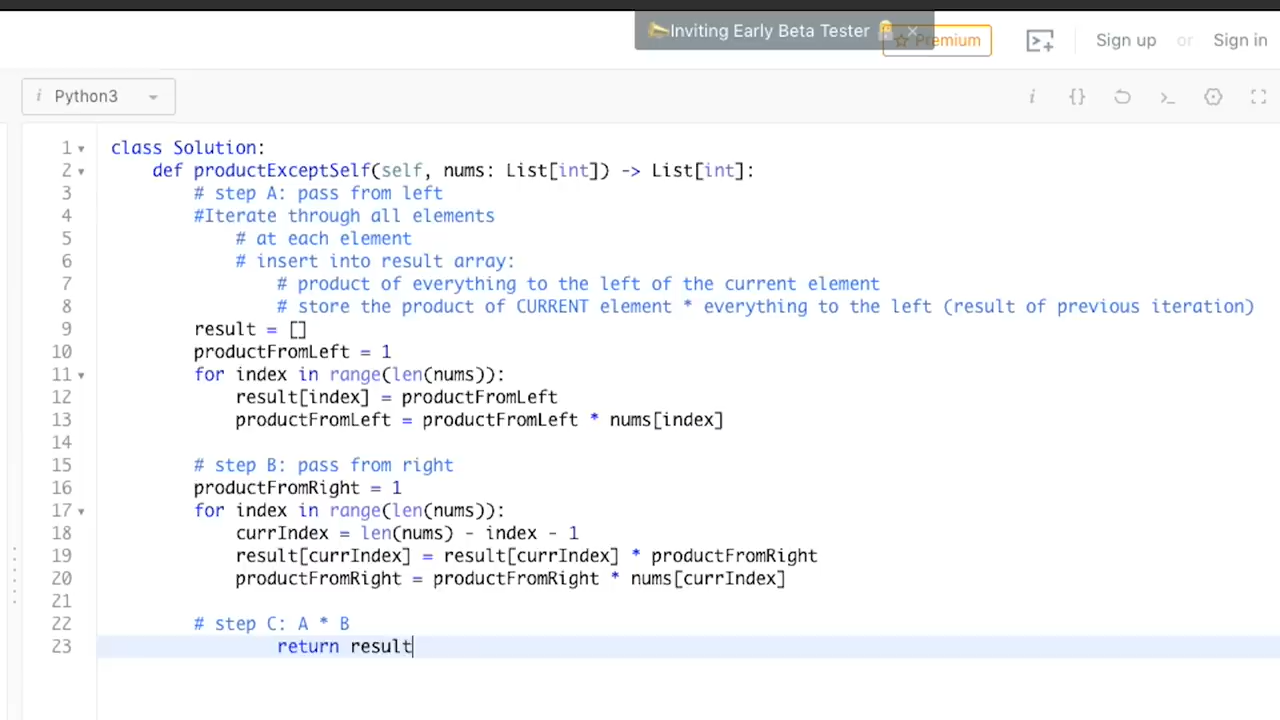 Inviting Early Beta Tester
Premium
Sign up or Sign in
i Python3
1 class Solution:
2     def productExceptSelf(self, nums: List[int]) -> List[int]:
3         # step A: pass from left
4         #Iterate through all elements
5             # at each element
6             # insert into result array:
7                 # product of everything to the left of the current element
8                 # store the product of CURRENT element * everything to the left (result of previous iteration)
9         result = []
10         productFromLeft = 1
11         for index in range(len(nums)):
12             result[index] = productFromLeft
13             productFromLeft = productFromLeft * nums[index]
14
15         # step B: pass from right
16         productFromRight = 1
17         for index in range(len(nums)):
18             currIndex = len(nums) - index - 1
19             result[currIndex] = result[currIndex] * productFromRight
20             productFromRight = productFromRight * nums[currIndex]
21
22         # step C: A * B
23                 return result